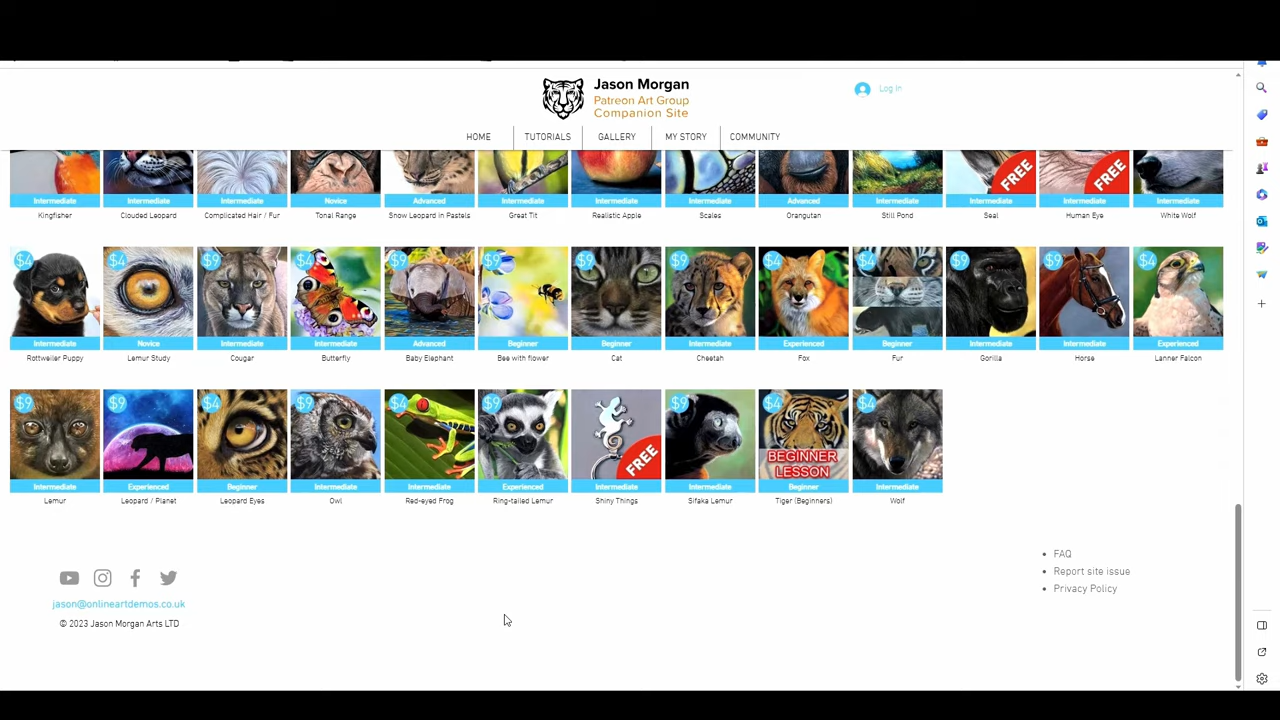 Jason Morgan
Patreon Art Group
Companion Site
Log In
HOME
TUTORIALS
GALLERY
MY STORY
COMMUNITY
FREE
FREE
Intermediate
Intermediate
Intermediate
Novice
Advanced
Intermediate
Intermediate
Intermediate
Advanced
Intermediate
Intermediate
Intermediate
Intermediate
Kingfisher
Clouded Leopard
Complicated Hair / Fur
Tonal Range
Snow Leopard in Pastels
Great Tit
Realistic Apple
Scales
Orangutan
Still Pond
Seal
Human Eye
White Wolf
$4
$4
$9
$4
$9
$9
$9
$9
$4
$4
$9
$9
$4
Intermediate
Novice
Intermediate
Intermediate
Advanced
Beginner
Beginner
Intermediate
Experienced
Beginner
Intermediate
Intermediate
Experienced
Rottweiler Puppy
Lemur Study
Cougar
Butterfly
Baby Elephant
Bee with flower
Cat
Cheetah
Fox
Fur
Gorilla
Horse
Lanner Falcon
$9
$9
$4
$9
$4
$9
$9
$4
$4
FREE
BEGINNER
LESSON
Intermediate
Experienced
Beginner
Intermediate
Intermediate
Experienced
Intermediate
Intermediate
Beginner
Intermediate
Lemur
Leopard / Planet
Leopard Eyes
Owl
Red-eyed Frog
Ring-tailed Lemur
Shiny Things
Sifaka Lemur
Tiger (Beginners)
Wolf
FAQ
Report site issue
Privacy Policy
jason@onlineartdemos.co.uk
© 2023 Jason Morgan Arts LTD